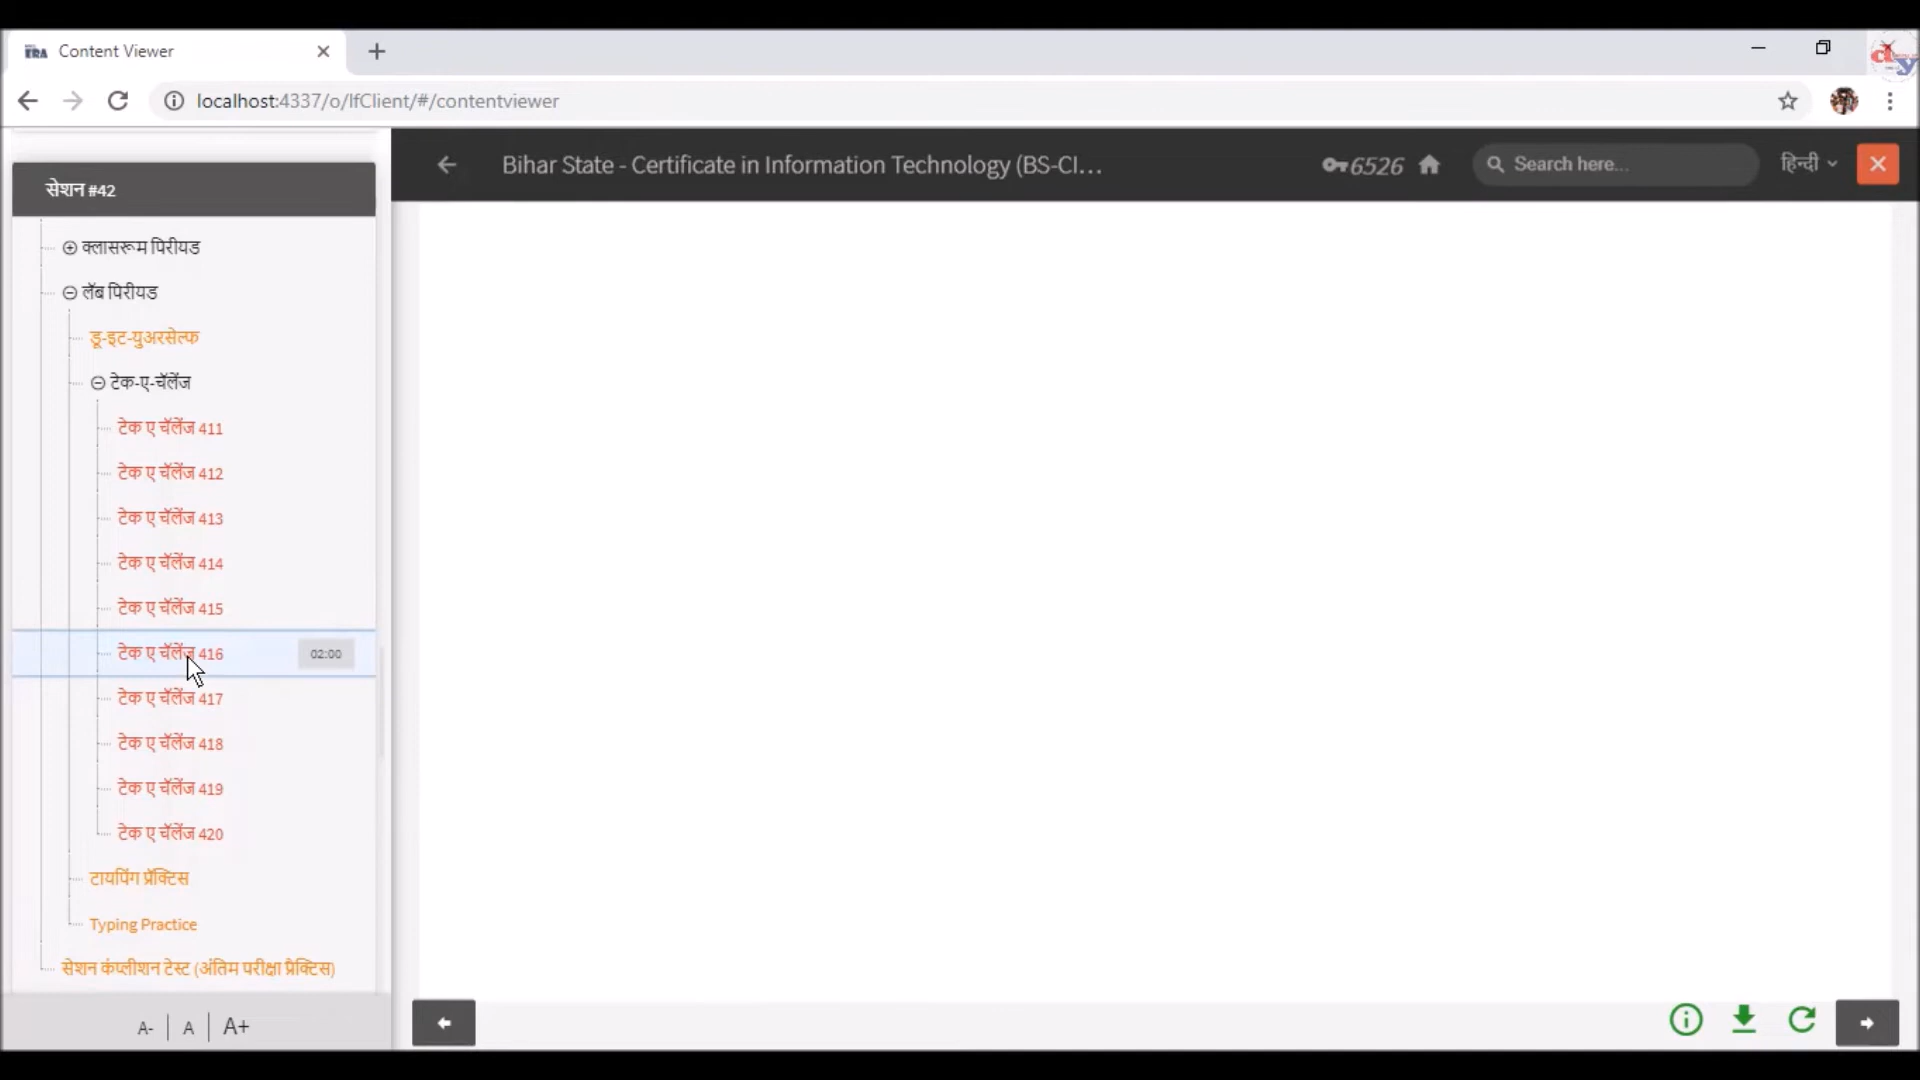 ERA Content Viewer
localhost:4337/o/lfClient/#/contentviewer
Bihar State - Certificate in Information Technology (BS-CI...
6526
Search here...
हिन्दी
सेशन #42
क्लासरूम पिरीयड
लॅब पिरीयड
डू-इट-युअरसेल्फ
टेक-ए-चॅलेंज
टेक ए चॅलेंज 411
टेक ए चॅलेंज 412
टेक ए चॅलेंज 413
टेक ए चॅलेंज 414
टेक ए चॅलेंज 415
टेक ए चॅलेंज 416 02:00
टेक ए चॅलेंज 417
टेक ए चॅलेंज 418
टेक ए चॅलेंज 419
टेक ए चॅलेंज 420
टायपिंग प्रॅक्टिस
Typing Practice
सेशन कंप्लीशन टेस्ट (अंतिम परीक्षा प्रैक्टिस)
A- A A+